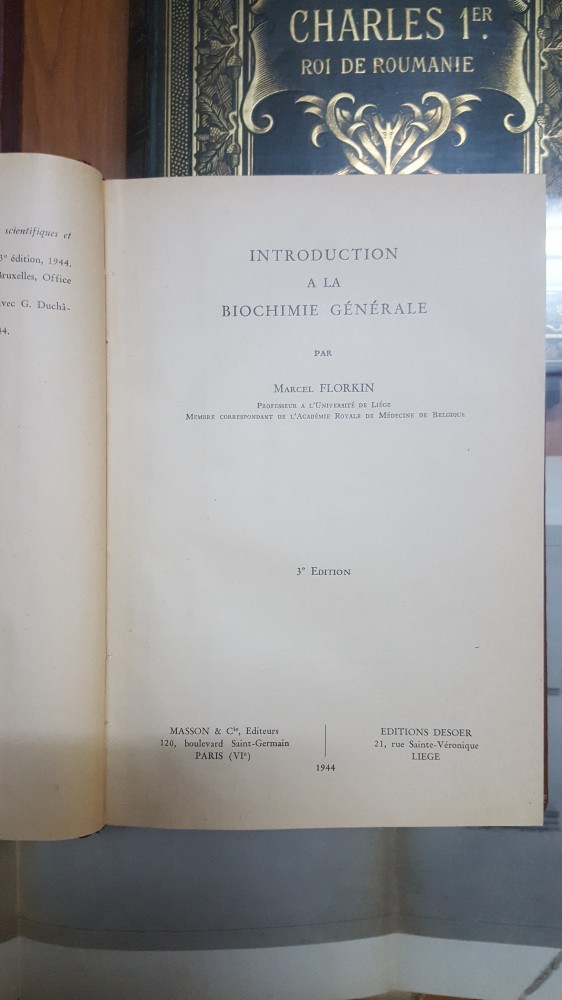 CHARLES 1ER.
ROI DE ROUMANIE
scientifiques et
3e édition, 1944.
Bruxelles, Office
avec G. Duchâ-
44.
INTRODUCTION
A LA
BIOCHIMIE GÉNÉRALE
PAR
MARCEL FLORKIN
PROFESSEUR A L'UNIVERSITÉ DE LIÉGE
MEMBRE CORRESPONDANT DE L'ACADÉMIE ROYALE DE MÉDECINE DE BELGIQUE
3e EDITION
MASSON & Cie, Editeurs
120, boulevard Saint-Germain
PARIS (VIe)
EDITIONS DESOER
21, rue Sainte-Véronique
LIEGE
1944